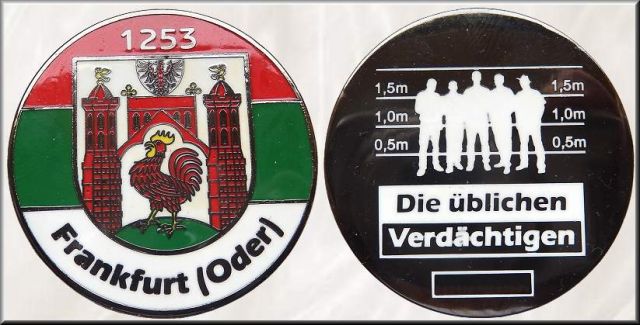 1253
Frankfurt (Oder)
1,5m 1,5m
1,0m 1,0m
0,5m 0,5m
Die üblichen
Verdächtigen